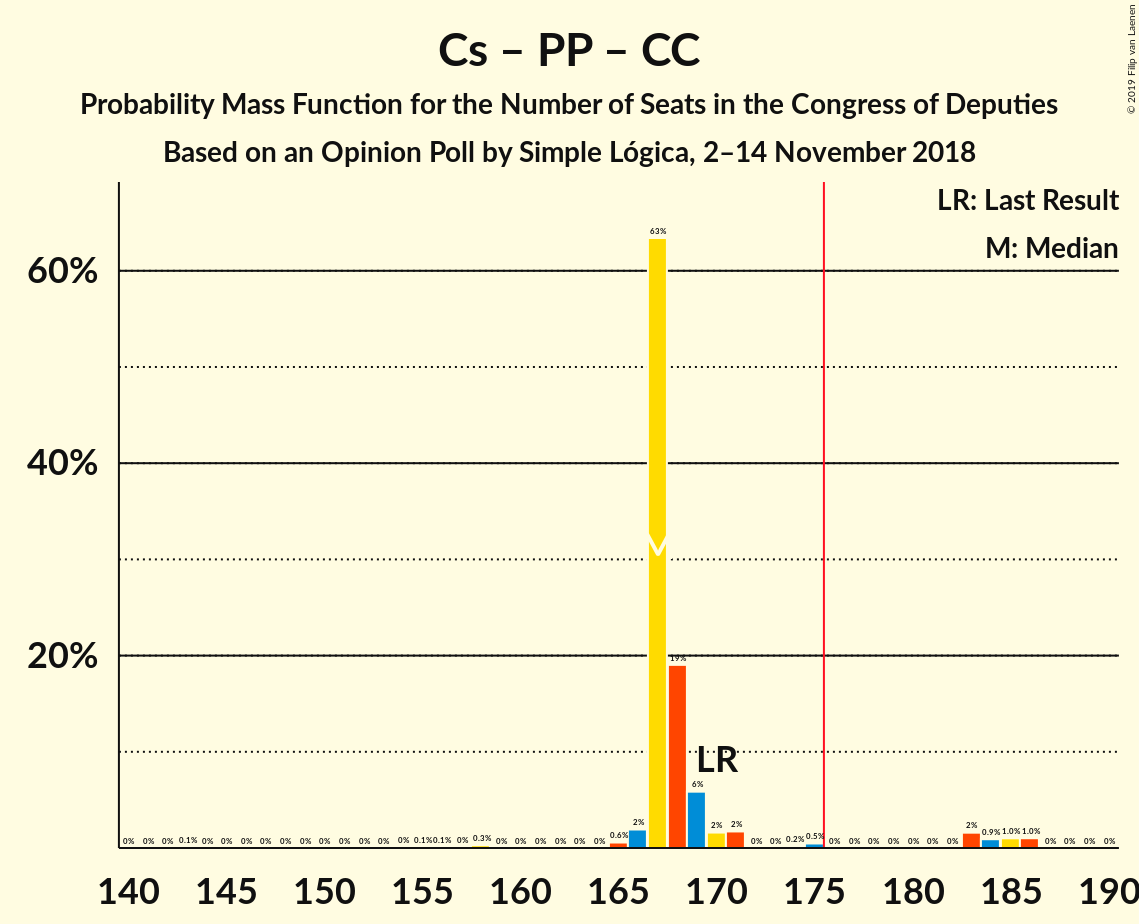 Cs – PP – CC
Probability Mass Function for the Number of Seats in the Congress of Deputies
Based on an Opinion Poll by Simple Lógica, 2–14 November 2018
© 2019 Filip van Laenen
LR: Last Result
M: Median
60%
40%
20%
63%
19%
LR
6%
0% 0% 0% 0.1% 0% 0% 0% 0% 0% 0% 0% 0% 0% 0% 0% 0.1% 0.1% 0% 0.3% 0% 0% 0% 0% 0% 0% 0.6% 2% 2% 2% 0% 0% 0.2% 0.5% 0% 0% 0% 0% 0% 0% 0% 2% 0.9% 1.0% 1.0% 0% 0% 0% 0%
M
140 145 150 155 160 165 170 175 180 185 190